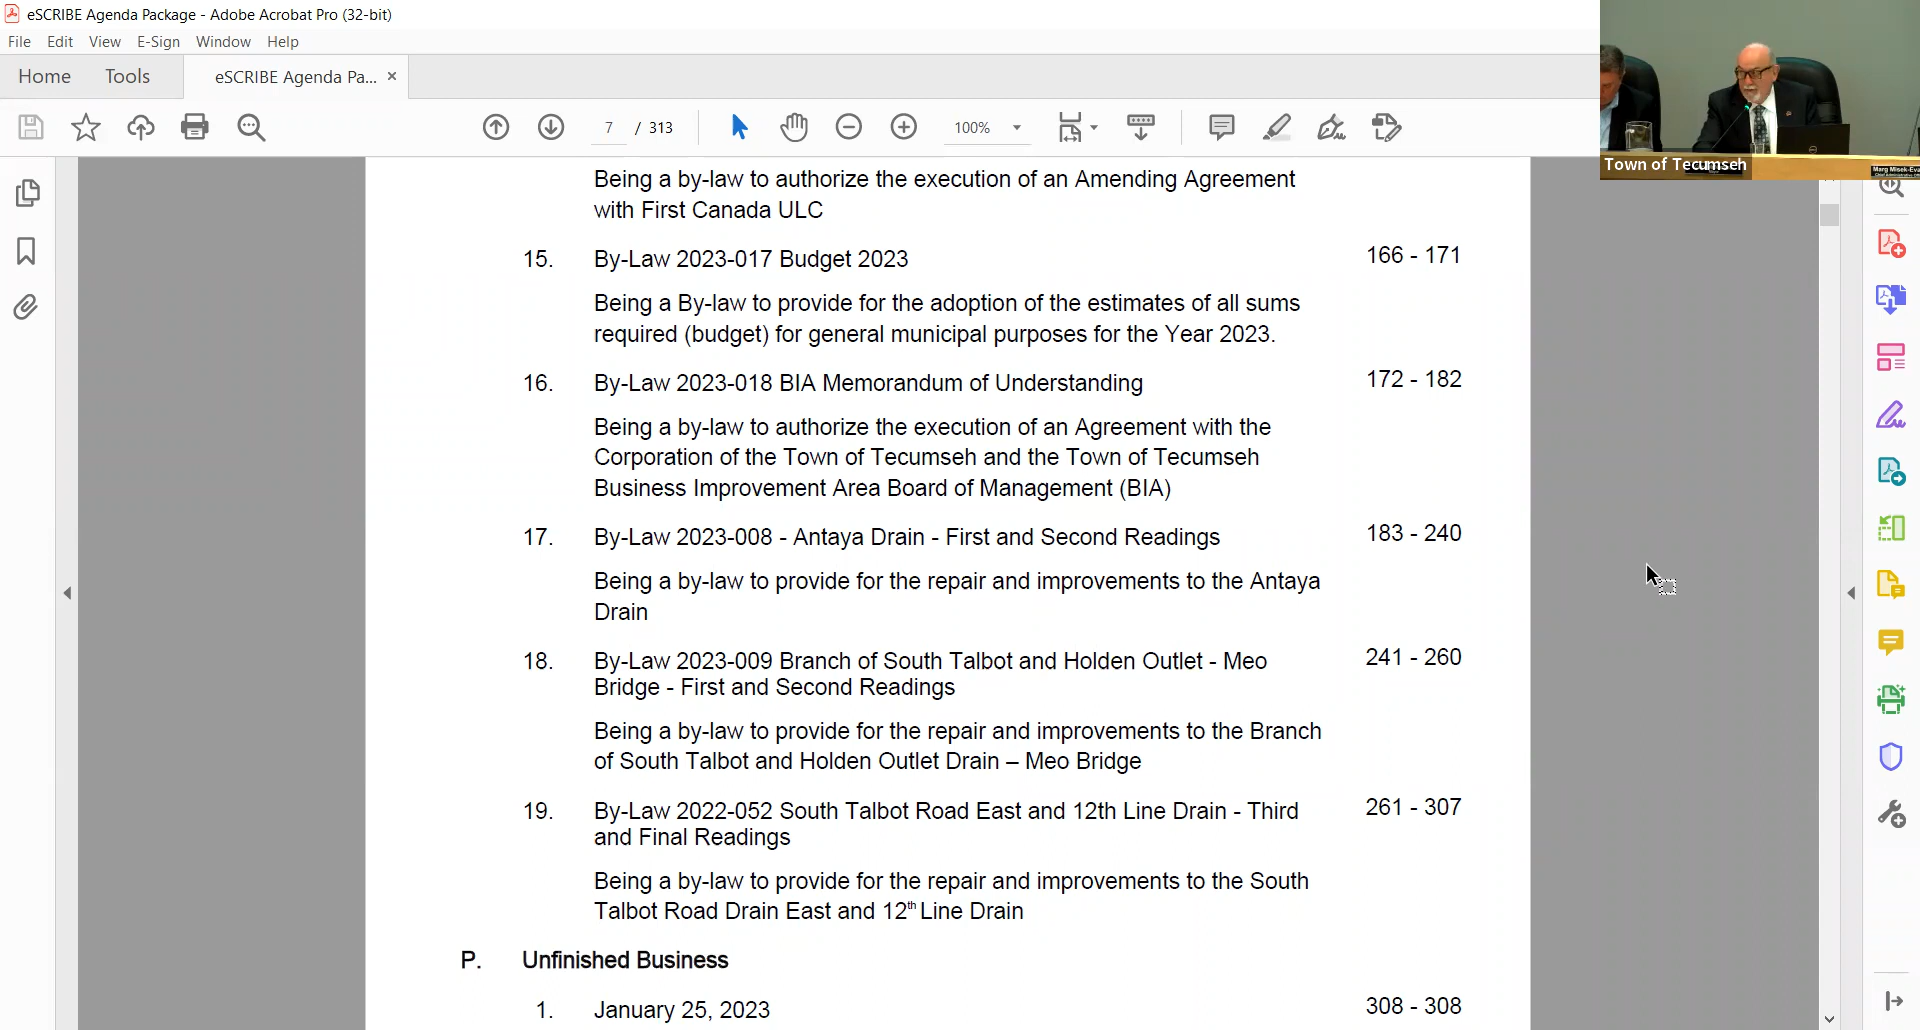 eSCRIBE Agenda Package - Adobe Acrobat Pro (32-bit)
File Edit View E-Sign Window Help
Home Tools eSCRIBE Agenda Pa... ×
7 / 313 100%
Town of Tecumseh
Marg Misek-Eva
Being a by-law to authorize the execution of an Amending Agreement
with First Canada ULC
15. By-Law 2023-017 Budget 2023 166 - 171
Being a By-law to provide for the adoption of the estimates of all sums
required (budget) for general municipal purposes for the Year 2023.
16. By-Law 2023-018 BIA Memorandum of Understanding 172 - 182
Being a by-law to authorize the execution of an Agreement with the
Corporation of the Town of Tecumseh and the Town of Tecumseh
Business Improvement Area Board of Management (BIA)
17. By-Law 2023-008 - Antaya Drain - First and Second Readings 183 - 240
Being a by-law to provide for the repair and improvements to the Antaya
Drain
18. By-Law 2023-009 Branch of South Talbot and Holden Outlet - Meo 241 - 260
Bridge - First and Second Readings
Being a by-law to provide for the repair and improvements to the Branch
of South Talbot and Holden Outlet Drain – Meo Bridge
19. By-Law 2022-052 South Talbot Road East and 12th Line Drain - Third 261 - 307
and Final Readings
Being a by-law to provide for the repair and improvements to the South
Talbot Road Drain East and 12th Line Drain
P. Unfinished Business
1. January 25, 2023 308 - 308